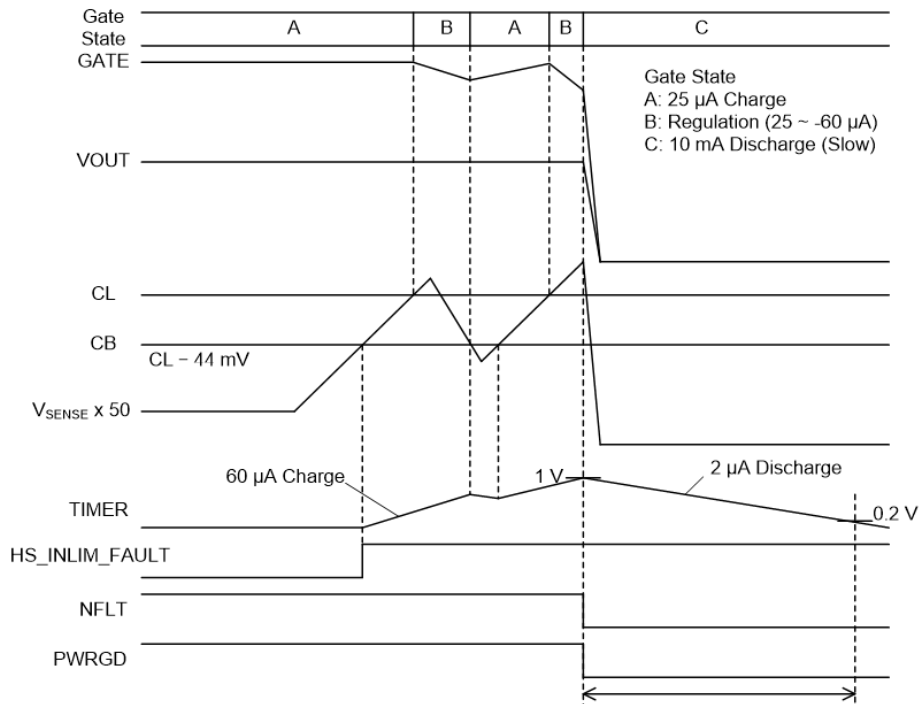 Gate
State
A
B
A
B
C
GATE
Gate State
A: 25 µA Charge
B: Regulation (25 ~ -60 µA)
C: 10 mA Discharge (Slow)
VOUT
CL
CB
CL − 44 mV
VSENSE x 50
60 µA Charge
1 V
2 µA Discharge
TIMER
0.2 V
HS_INLIM_FAULT
NFLT
PWRGD